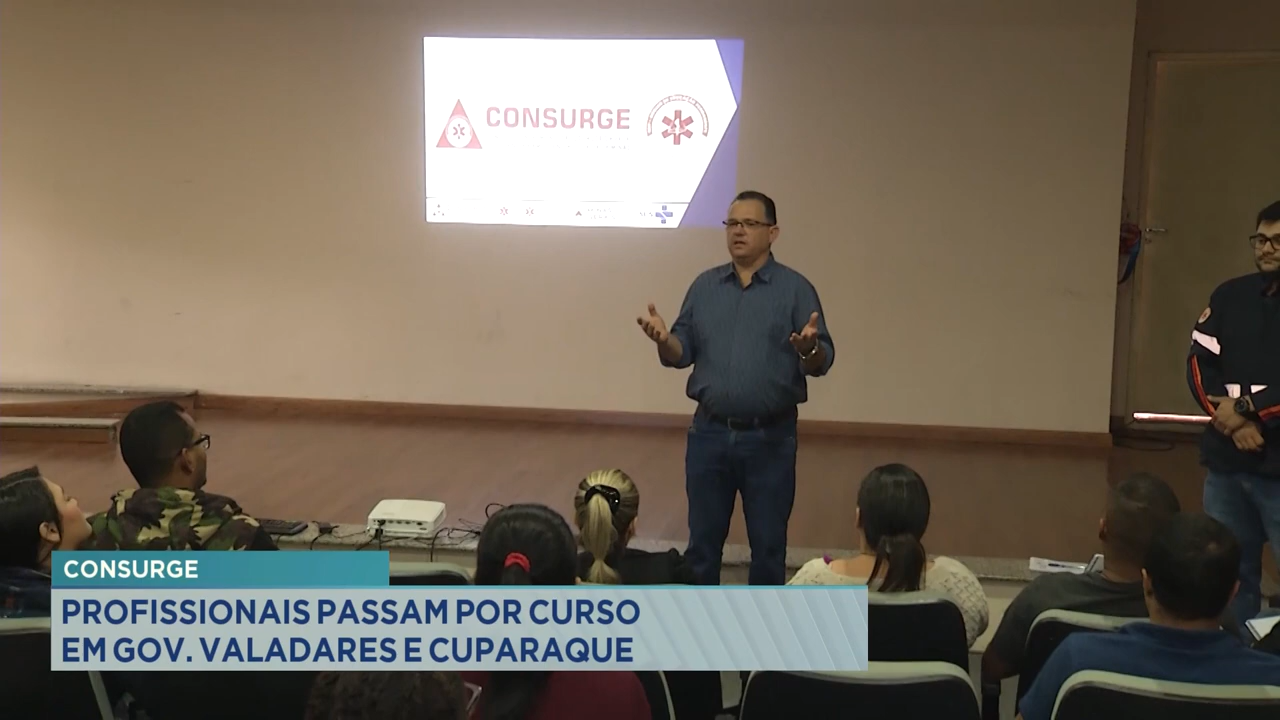 CONSURGE
CONSURGE
PROFISSIONAIS PASSAM POR CURSO
EM GOV. VALADARES E CUPARAQUE